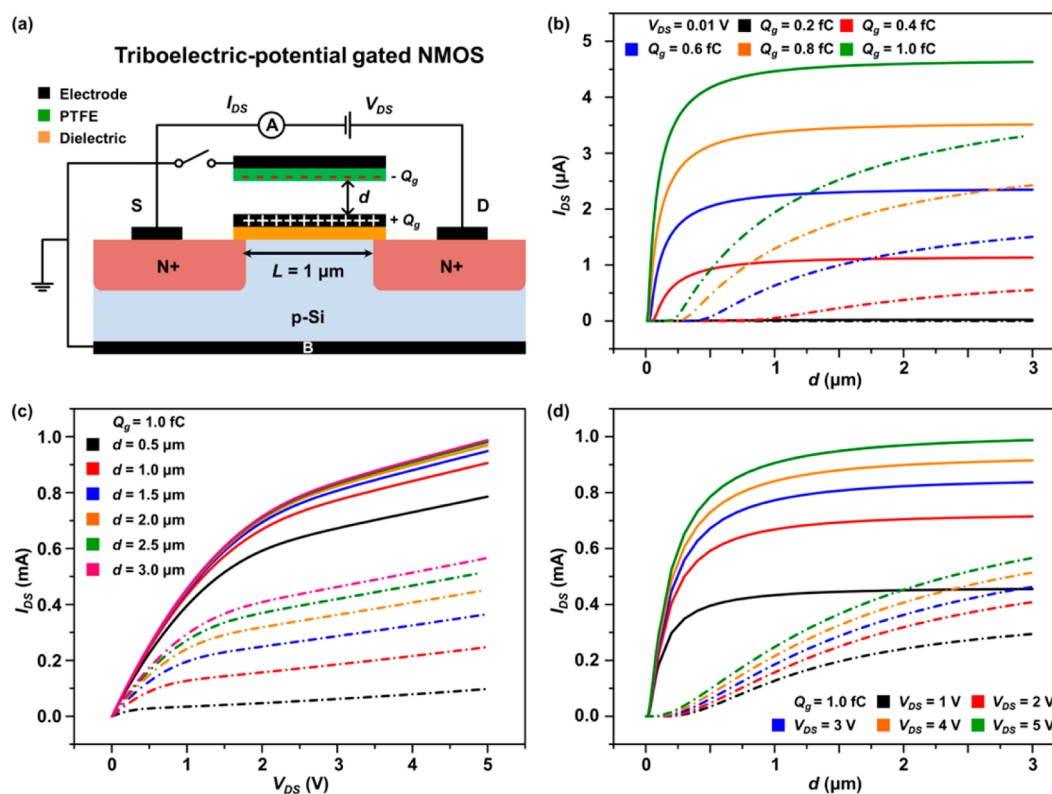 (a)
Triboelectric-potential gated NMOS
Electrode
PTFE
Dielectric
I_DS
V_DS
A
- Q_g
d
+ Q_g
S
D
N+
L = 1 µm
N+
p-Si
B
(b)
V_DS = 0.01 V
Q_g = 0.2 fC
Q_g = 0.4 fC
Q_g = 0.6 fC
Q_g = 0.8 fC
Q_g = 1.0 fC
I_DS (µA)
5
4
3
2
1
0
0
1
2
3
d (µm)
(c)
Q_g = 1.0 fC
d = 0.5 µm
d = 1.0 µm
d = 1.5 µm
d = 2.0 µm
d = 2.5 µm
d = 3.0 µm
I_DS (mA)
1.0
0.8
0.6
0.4
0.2
0.0
0
1
2
3
4
5
V_DS (V)
(d)
I_DS (mA)
1.0
0.8
0.6
0.4
0.2
0.0
Q_g = 1.0 fC
V_DS = 1 V
V_DS = 2 V
V_DS = 3 V
V_DS = 4 V
V_DS = 5 V
0
1
2
3
d (µm)